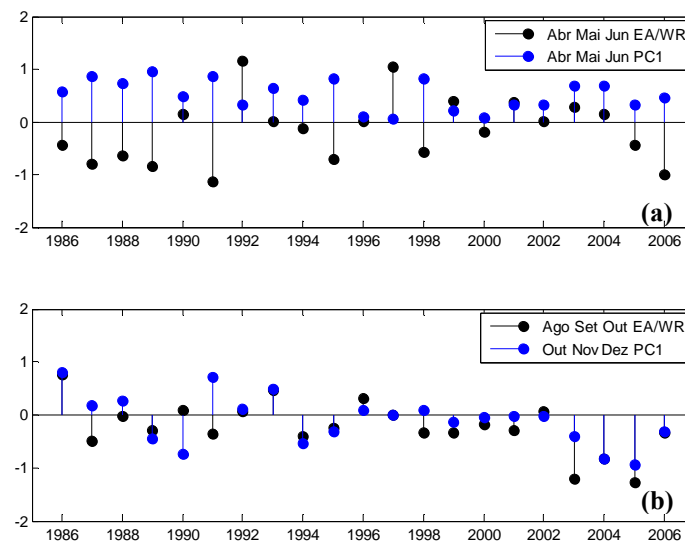 2
1
0
-1
-2
Abr Mai Jun EA/WR
Abr Mai Jun PC1
(a)
1986 1988 1990 1992 1994 1996 1998 2000 2002 2004 2006
2
1
0
-1
-2
Ago Set Out EA/WR
Out Nov Dez PC1
(b)
1986 1988 1990 1992 1994 1996 1998 2000 2002 2004 2006